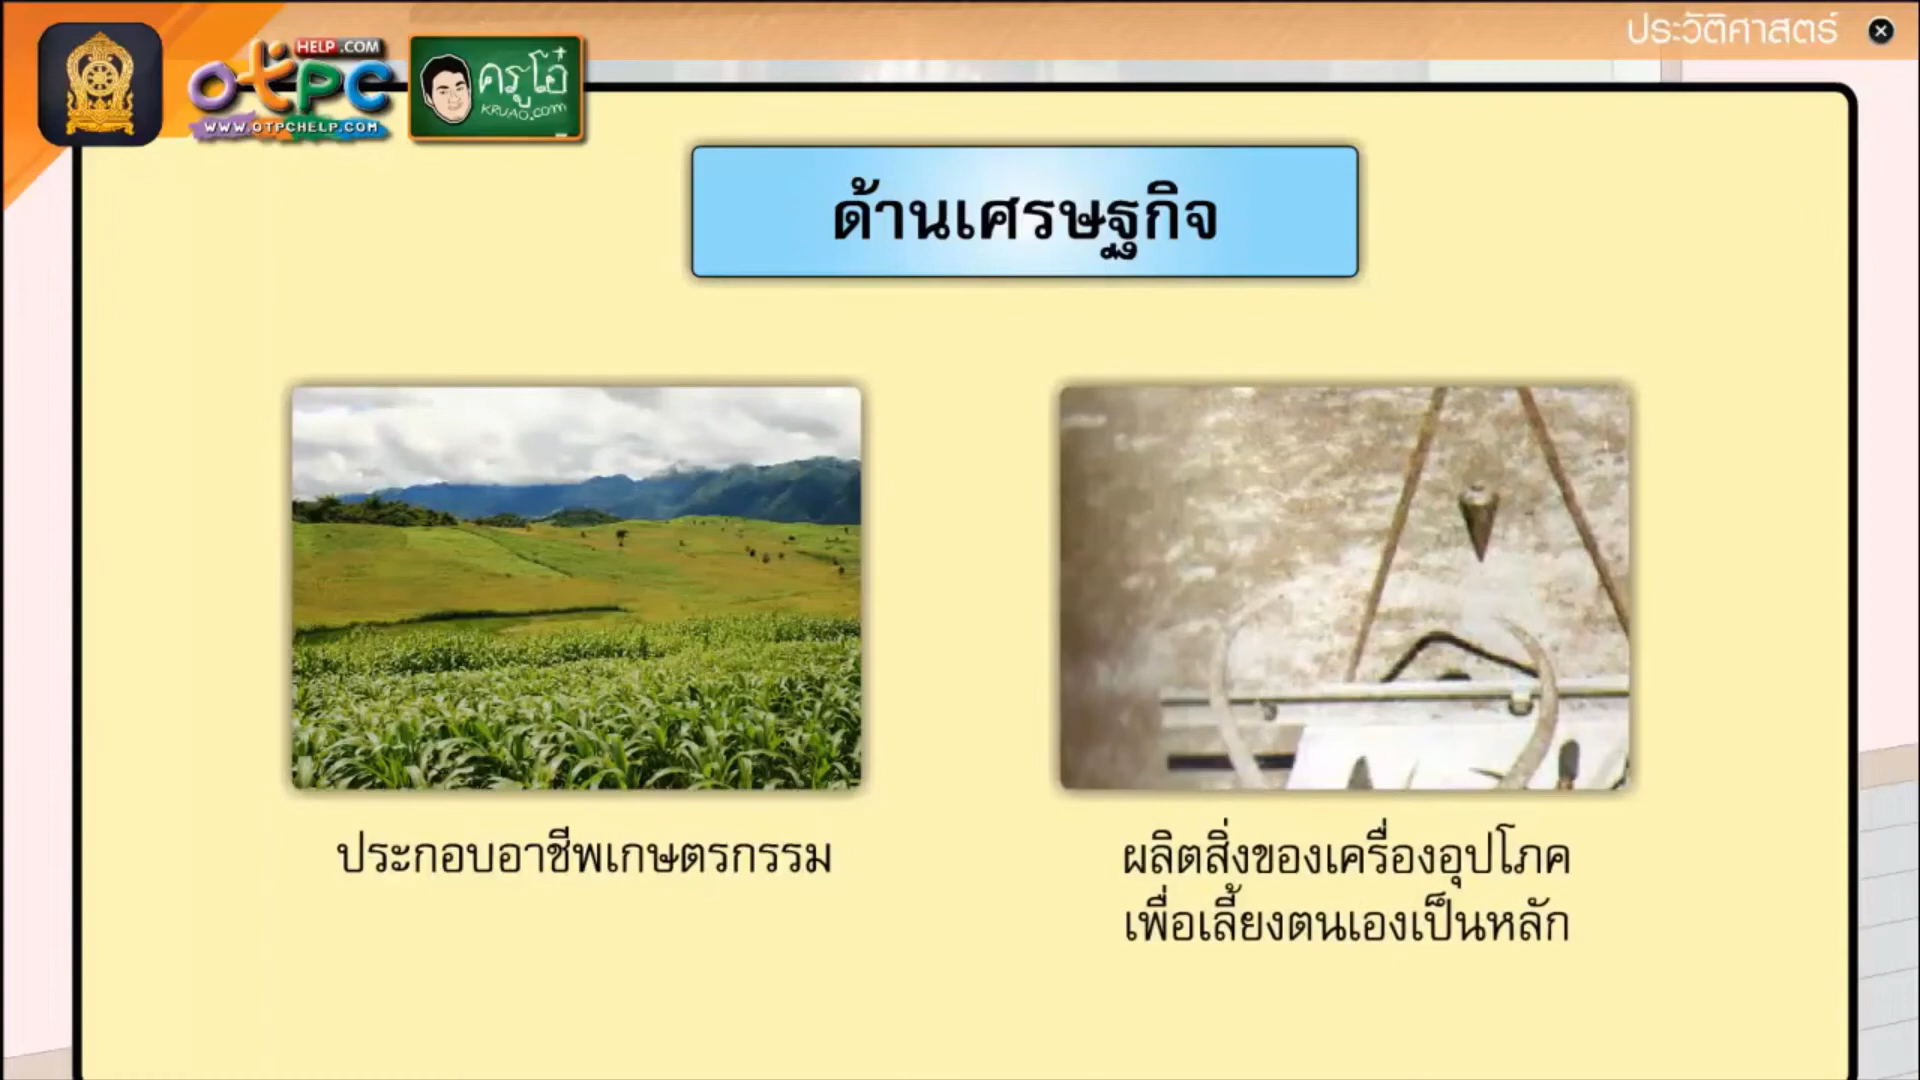 ประวัติศาสตร์
HELP.COM
otpc
WWW.OTPCHELP.COM
ครูโอ๋
KRUAO.COM
ด้านเศรษฐกิจ
ประกอบอาชีพเกษตรกรรม
ผลิตสิ่งของเครื่องอุปโภค
เพื่อเลี้ยงตนเองเป็นหลัก